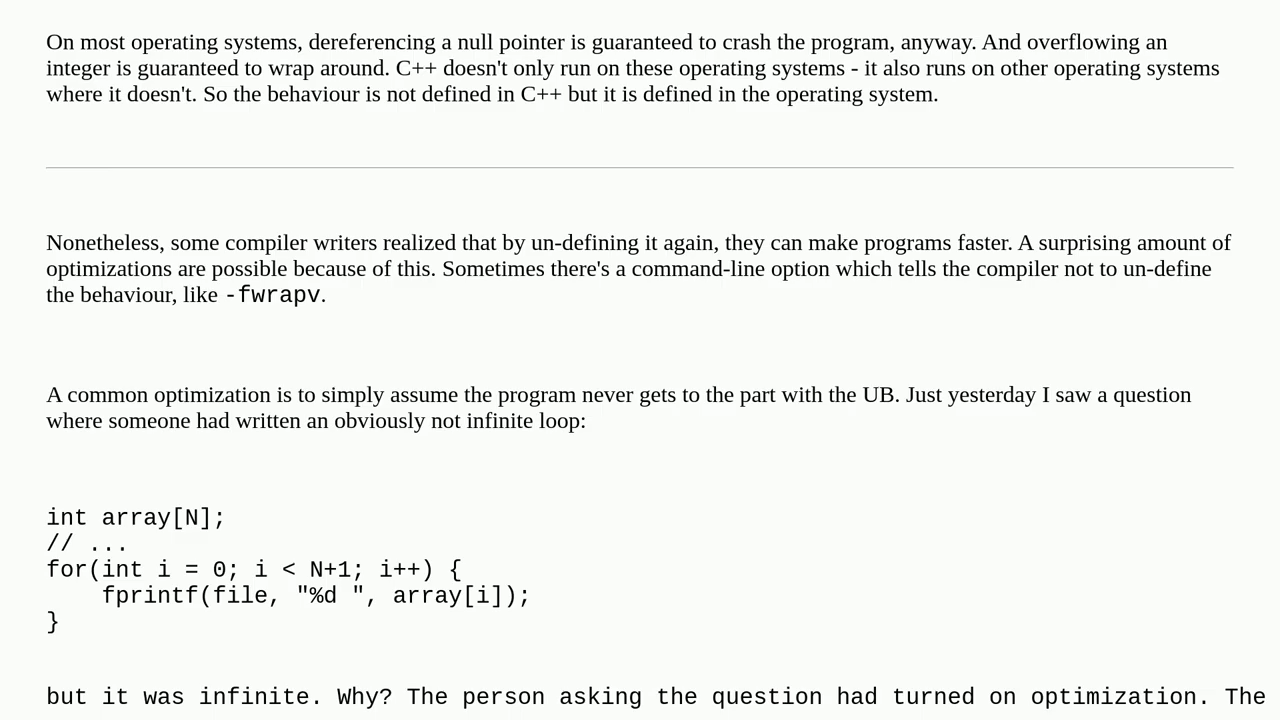 On most operating systems, dereferencing a null pointer is guaranteed to crash the program, anyway. And overflowing an
integer is guaranteed to wrap around. C++ doesn't only run on these operating systems - it also runs on other operating systems
where it doesn't. So the behaviour is not defined in C++ but it is defined in the operating system.
Nonetheless, some compiler writers realized that by un-defining it again, they can make programs faster. A surprising amount of
optimizations are possible because of this. Sometimes there's a command-line option which tells the compiler not to un-define
the behaviour, like -fwrapv.
A common optimization is to simply assume the program never gets to the part with the UB. Just yesterday I saw a question
where someone had written an obviously not infinite loop:
int array[N];
// ...
for(int i = 0; i < N+1; i++) {
    fprintf(file, "%d ", array[i]);
}
but it was infinite. Why? The person asking the question had turned on optimization. The